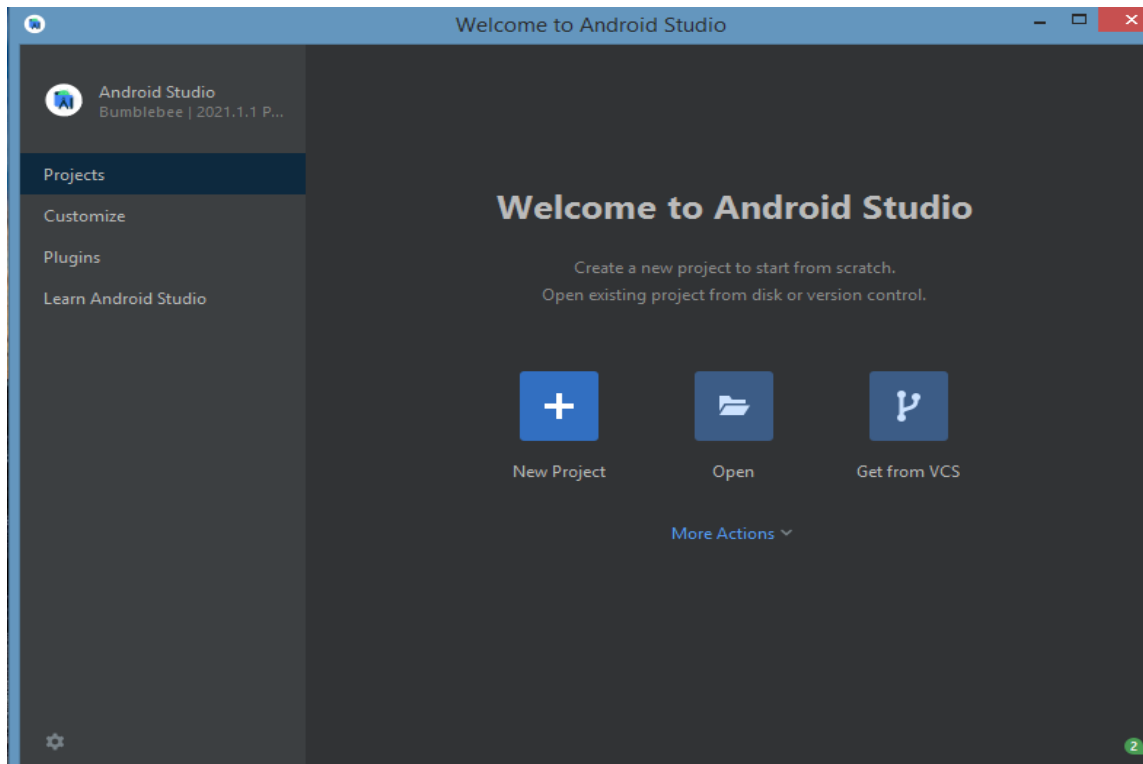 Welcome to Android Studio
Android Studio
Bumblebee | 2021.1.1 P...
Projects
Customize
Plugins
Learn Android Studio
Welcome to Android Studio
Create a new project to start from scratch.
Open existing project from disk or version control.
New Project
Open
Get from VCS
More Actions
2